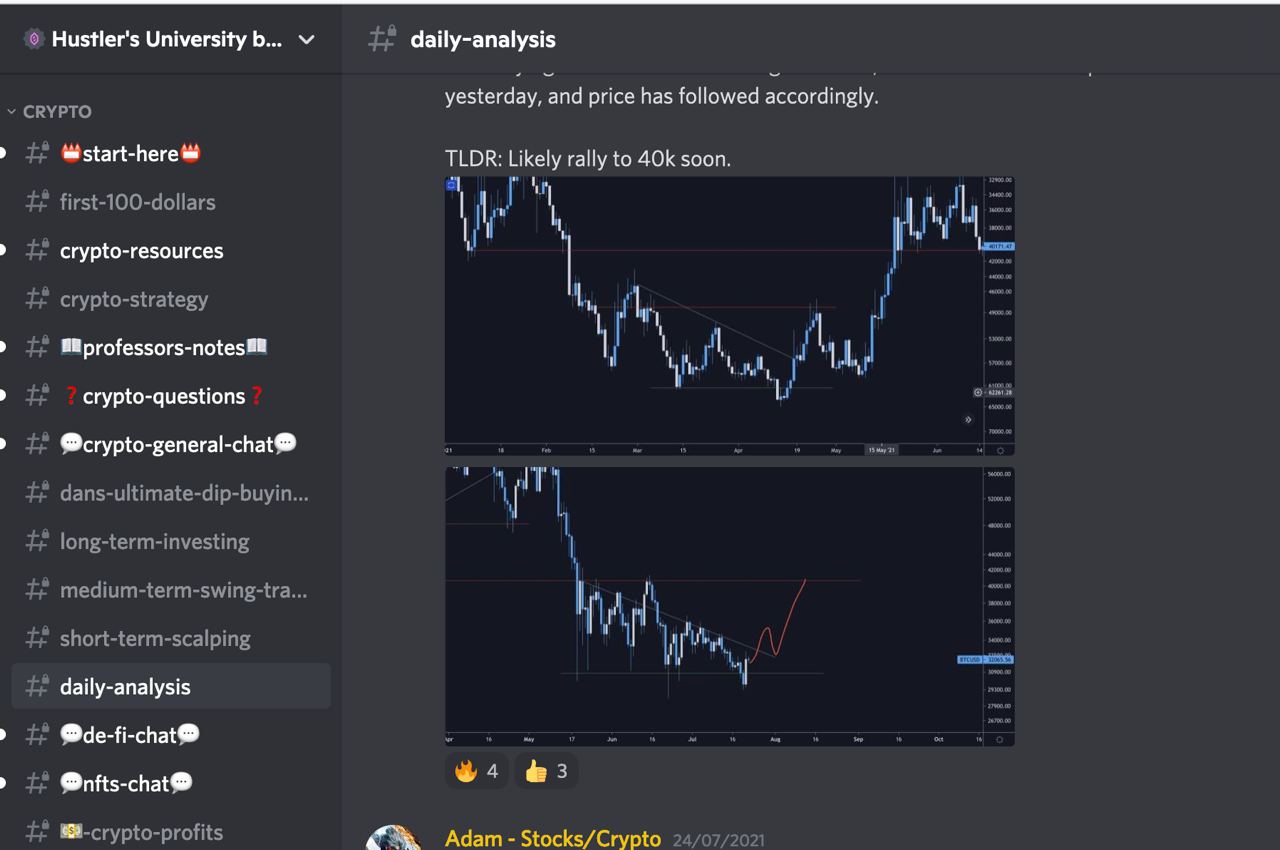 Hustler's University b...
daily-analysis
CRYPTO
start-here
first-100-dollars
crypto-resources
crypto-strategy
professors-notes
crypto-questions
crypto-general-chat
dans-ultimate-dip-buyin...
long-term-investing
medium-term-swing-tra...
short-term-scalping
daily-analysis
de-fi-chat
nfts-chat
-crypto-profits
yesterday, and price has followed accordingly.
TLDR: Likely rally to 40k soon.
32900.00
34400.00
36000.00
38000.00
40171.47
42000.00
44000.00
46000.00
49000.00
53000.00
57000.00
61000.00
62261.28
65000.00
70000.00
21 18 Feb 15 Mar 15 Apr 19 May 15 May '21 Jun 14
56000.00
52000.00
48000.00
44000.00
42000.00
40000.00
38000.00
36000.00
34000.00
BTCUSD 32065.56
30900.00
29300.00
27900.00
26700.00
Apr 16 May 17 Jun 16 Jul 16 Aug 16 Sep 16 Oct 16
4 3
Adam - Stocks/Crypto 24/07/2021